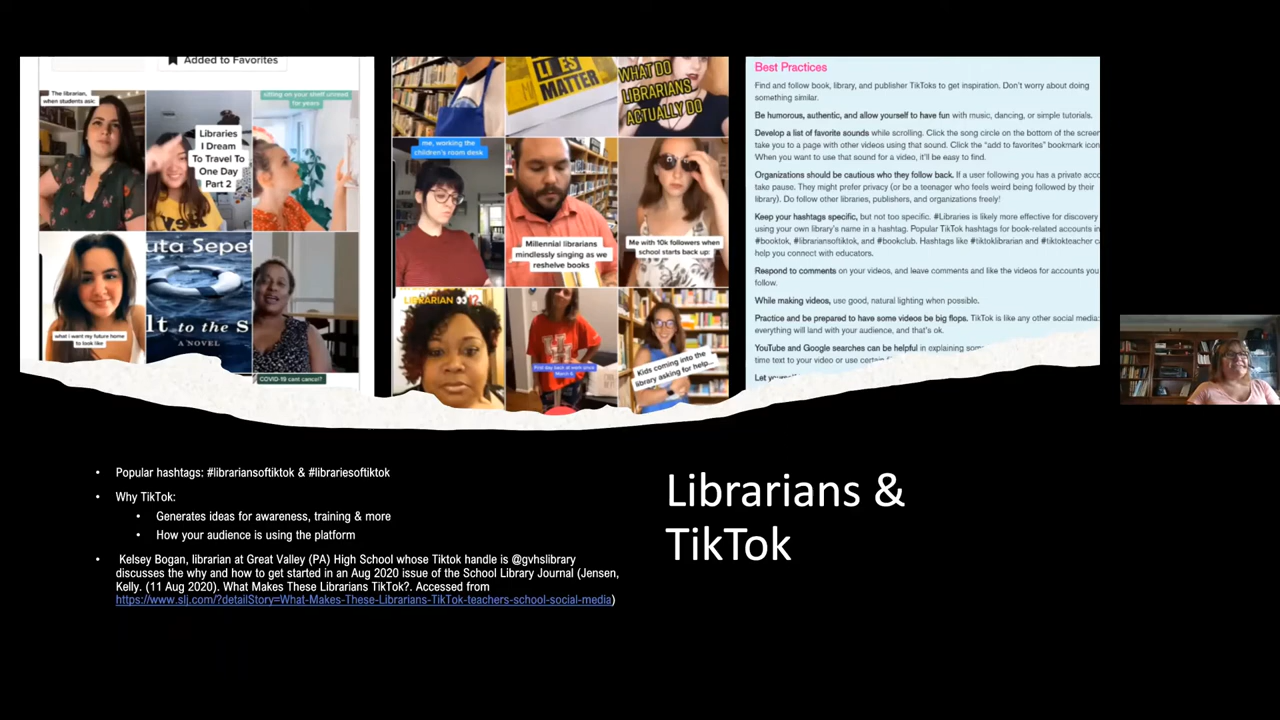 Added to Favorites
The librarian,
when students ask:
Libraries
I Dream
To Travel To
One Day
Part 2
sitting on your shelf unread
for years
what i want my future home
to look like
uta Sepet
lt to the s
A NOVEL
COVID-19 cant cancel?
LIVES
MATTER
WHAT DO
LIBRARIANS
ACTUALLY DO
me, working the
children's room desk
Millennial librarians
mindlessly singing as we
reshelve books
Me with 10k followers when
school starts back up:
LIBRARIAN
First day back at work since
March
Kids coming into the
library asking for help...
Best Practices
Find and follow book, library, and publisher TikToks to get inspiration. Don't worry about doing
something similar.
Be humorous, authentic, and allow yourself to have fun with music, dancing, or simple tutorials.
Develop a list of favorite sounds while scrolling. Click the song circle on the bottom of the screen
take you to a page with other videos using that sound. Click the "add to favorites" bookmark icon
When you want to use that sound for a video, it'll be easy to find.
Organizations should be cautious who they follow back. If a user following you has a private acc
take pause. They might prefer privacy (or be a teenager who feels weird being followed by their
library). Do follow other libraries, publishers, and organizations freely!
Keep your hashtags specific, but not too specific. #Libraries is likely more effective for discovery
using your own library's name in a hashtag. Popular TikTok hashtags for book-related accounts in
#booktok, #librariansoftiktok, and #bookclub. Hashtags like #tiktoklibrarian and #tiktokteacher c
help you connect with educators.
Respond to comments on your videos, and leave comments and like the videos for accounts you
follow.
While making videos, use good, natural lighting when possible.
Practice and be prepared to have some videos be big flops. TikTok is like any other social media:
everything will land with your audience, and that's ok.
YouTube and Google searches can be helpful in explaining som
time text to your video or use certain
Let yourself
• Popular hashtags: #librariansoftiktok & #librariesoftiktok
• Why TikTok:
• Generates ideas for awareness, training & more
• How your audience is using the platform
• Kelsey Bogan, librarian at Great Valley (PA) High School whose Tiktok handle is @gvhslibrary
discusses the why and how to get started in an Aug 2020 issue of the School Library Journal (Jensen,
Kelly. (11 Aug 2020). What Makes These Librarians TikTok?. Accessed from
https://www.slj.com/?detailStory=What-Makes-These-Librarians-TikTok-teachers-school-social-media)
Librarians &
TikTok